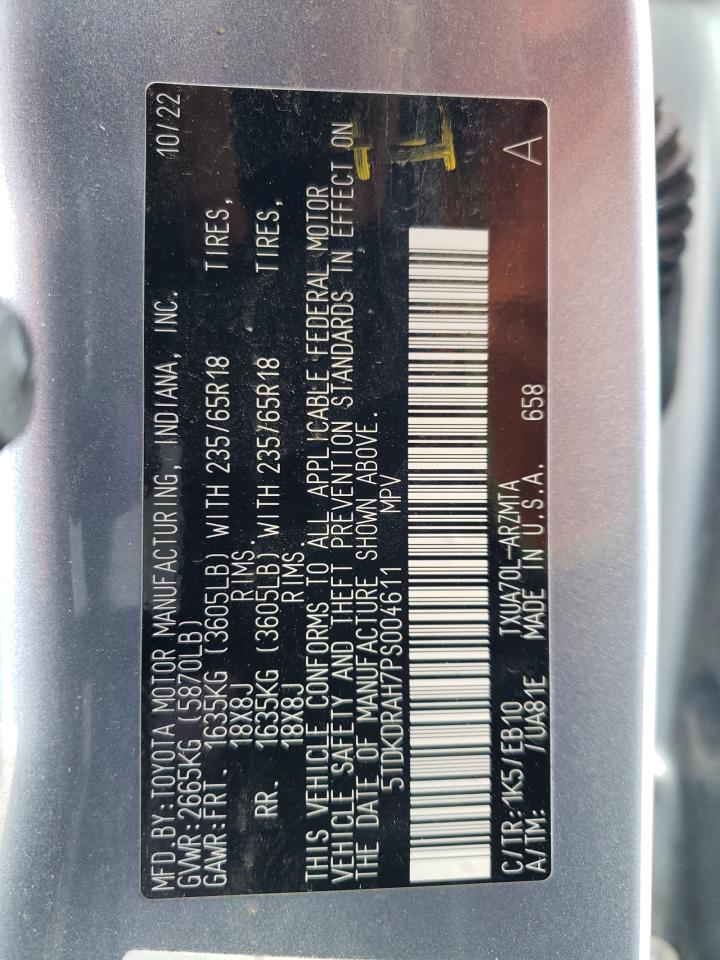 MFD.BY:TOYOTA MOTOR MANUFACTURING, INDIANA, INC. 10/22
GVWR:2665KG (5870LB)
GAWR:FRT. 1635KG (3605LB) WITH 235/65R18 TIRES,
18X8J RIMS.
RR. 1635KG (3605LB) WITH 235/65R18 TIRES,
18X8J RIMS.
THIS VEHICLE CONFORMS TO ALL APPLICABLE FEDERAL MOTOR
VEHICLE SAFETY AND THEFT PREVENTION STANDARDS IN EFFECT ON
THE DATE OF MANUFACTURE SHOWN ABOVE.
5TDKDRAH7PS004611 MPV
C/TR:1K5/EB10 TXUA70L-ARZMTA
A/TM: /UA81E MADE IN U.S.A. 658 A